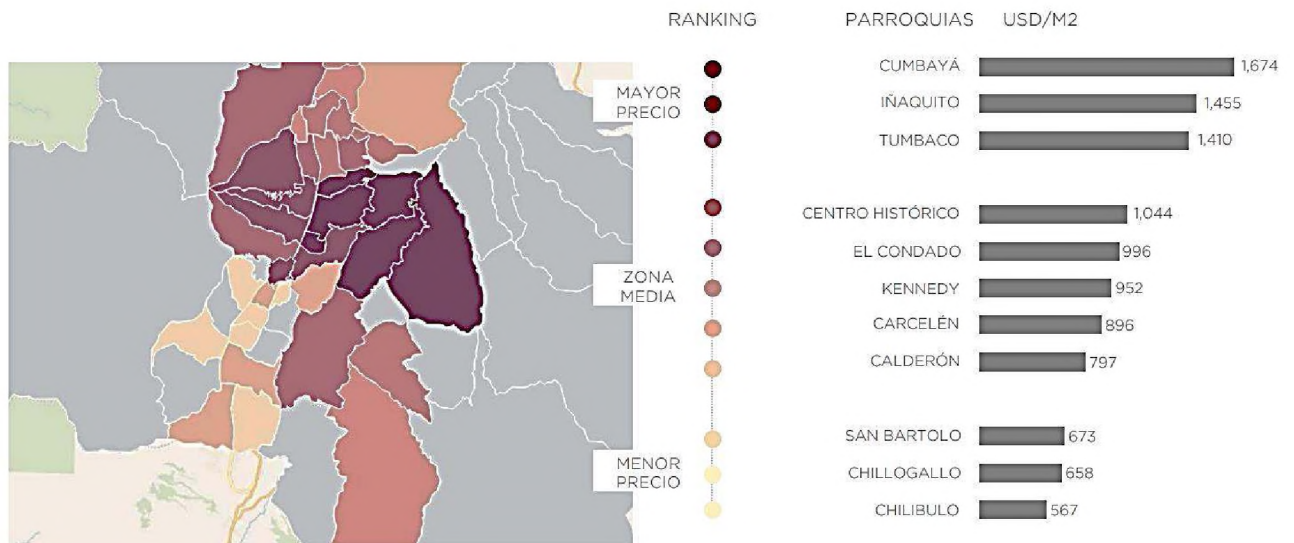 RANKING PARROQUIAS USD/M2
MAYOR
PRECIO
CUMBAYÁ 1,674
IÑAQUITO 1,455
TUMBACO 1,410
ZONA
MEDIA
CENTRO HISTÓRICO 1,044
EL CONDADO 996
KENNEDY 952
CARCELÉN 896
CALDERÓN 797
MENOR
PRECIO
SAN BARTOLO 673
CHILLOGALLO 658
CHILIBULO 567